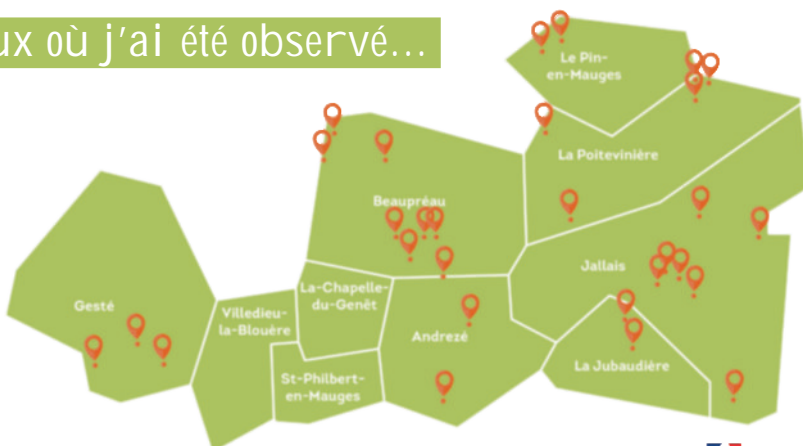 ux où j'ai été observé...
Le Pin-
en-Mauges
La Poitevinière
Beaupréau
Jallais
La-Chapelle-
du-Genêt
Gesté
Villedieu-
la-Blouère
Andrezé
La Jubaudière
St-Philbert-
en-Mauges